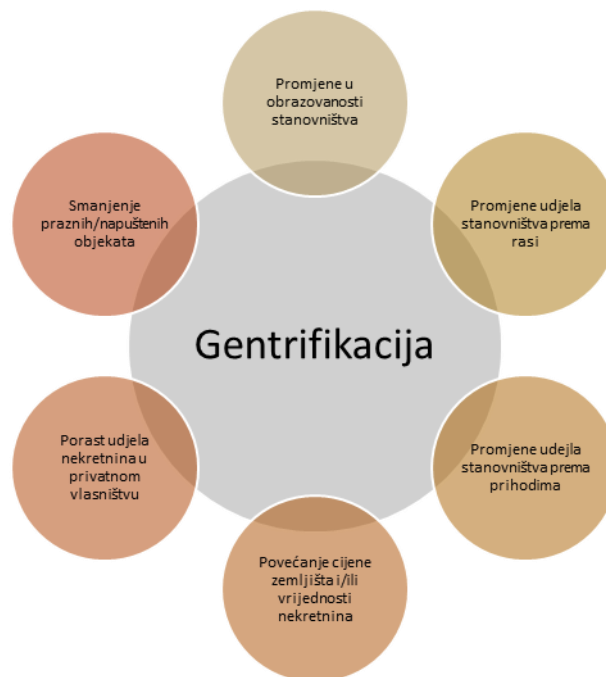 Promjene u
obrazovanosti
stanovništva
Smanjenje
praznih/napuštenih
objekata
Promjene udjela
stanovništva prema
rasi
Gentrifikacija
Porast udjela
nekretnina u
privatnom
vlasništvu
Promjene udejla
stanovništva prema
prihodima
Povećanje cijene
zemljišta i/ili
vrijednosti
nekretnina